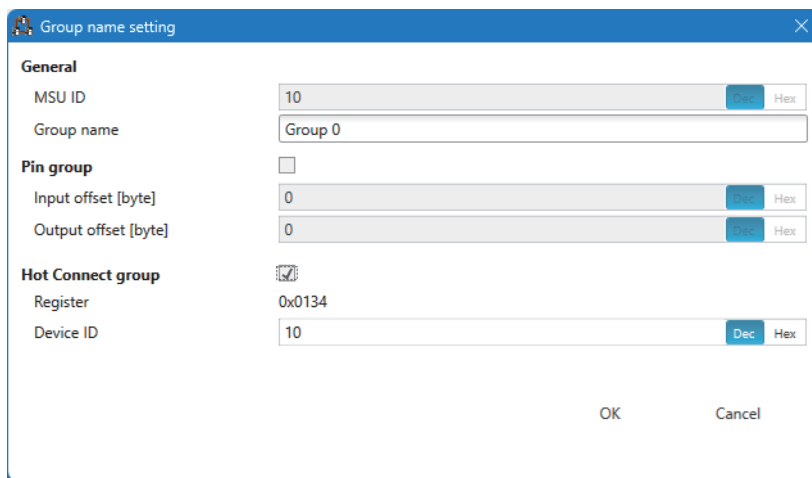 Group name setting
General
MSU ID 10 Dec Hex
Group name Group 0
Pin group
Input offset [byte] 0 Dec Hex
Output offset [byte] 0 Dec Hex
Hot Connect group
Register 0x0134
Device ID 10 Dec Hex
OK Cancel